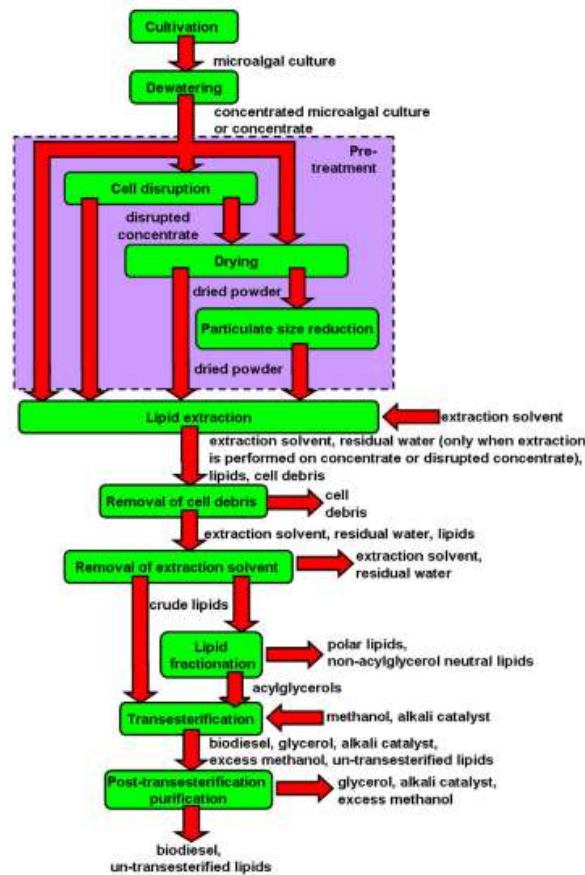 Cultivation
microalgal culture
Dewatering
concentrated microalgal culture
or concentrate
Pre-
treatment
Cell disruption
disrupted
concentrate
Drying
dried powder
Particulate size reduction
dried powder
Lipid extraction
extraction solvent
extraction solvent, residual water (only when extraction
is performed on concentrate or disrupted concentrate),
lipids, cell debris
Removal of cell debris
cell
debris
extraction solvent, residual water, lipids
Removal of extraction solvent
extraction solvent,
residual water
crude lipids
Lipid
fractionation
polar lipids,
non-acylglycerol neutral lipids
acylglycerols
Transesterification
methanol, alkali catalyst
biodiesel, glycerol, alkali catalyst,
excess methanol, un-transesterified lipids
Post-transesterification
purification
glycerol, alkali catalyst,
excess methanol
biodiesel,
un-transesterified lipids